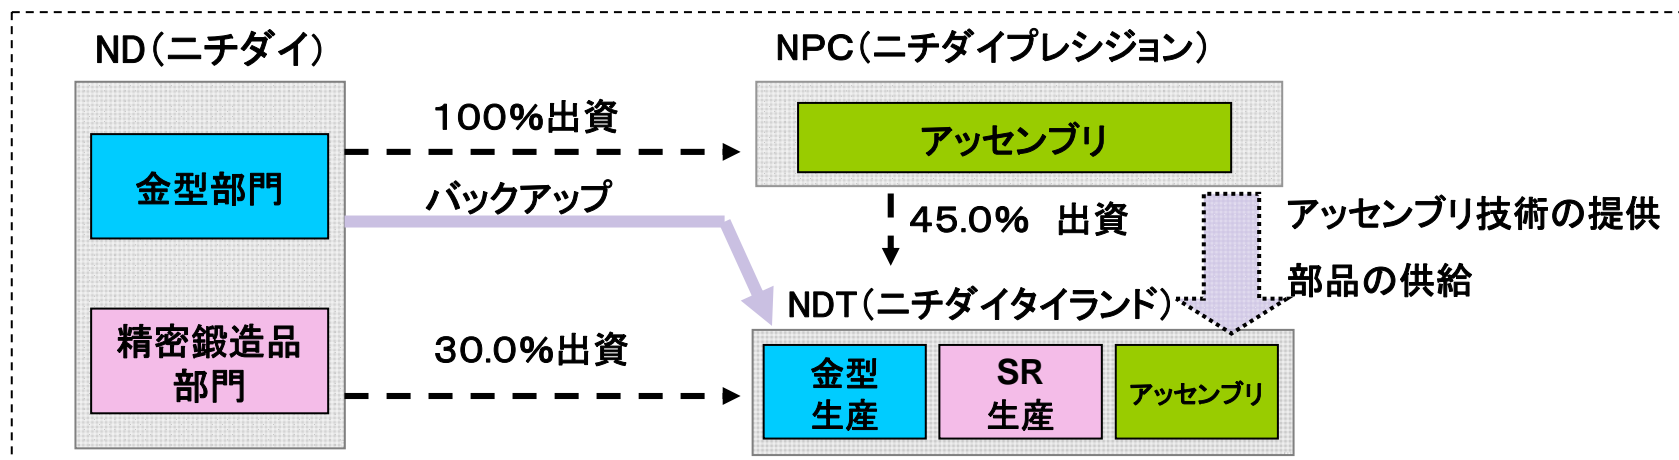 ND(ニチダイ)
NPC(ニチダイプレシジョン)
100%出資
アッセンブリ
金型部門
バックアップ
45.0% 出資
アッセンブリ技術の提供
部品の供給
NDT(ニチダイタイランド)
精密鍛造品
部門
30.0%出資
金型
生産
SR
生産
アッセンブリ